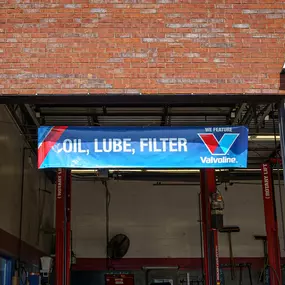 OIL, LUBE, FILTER
WE FEATURE
Valvoline